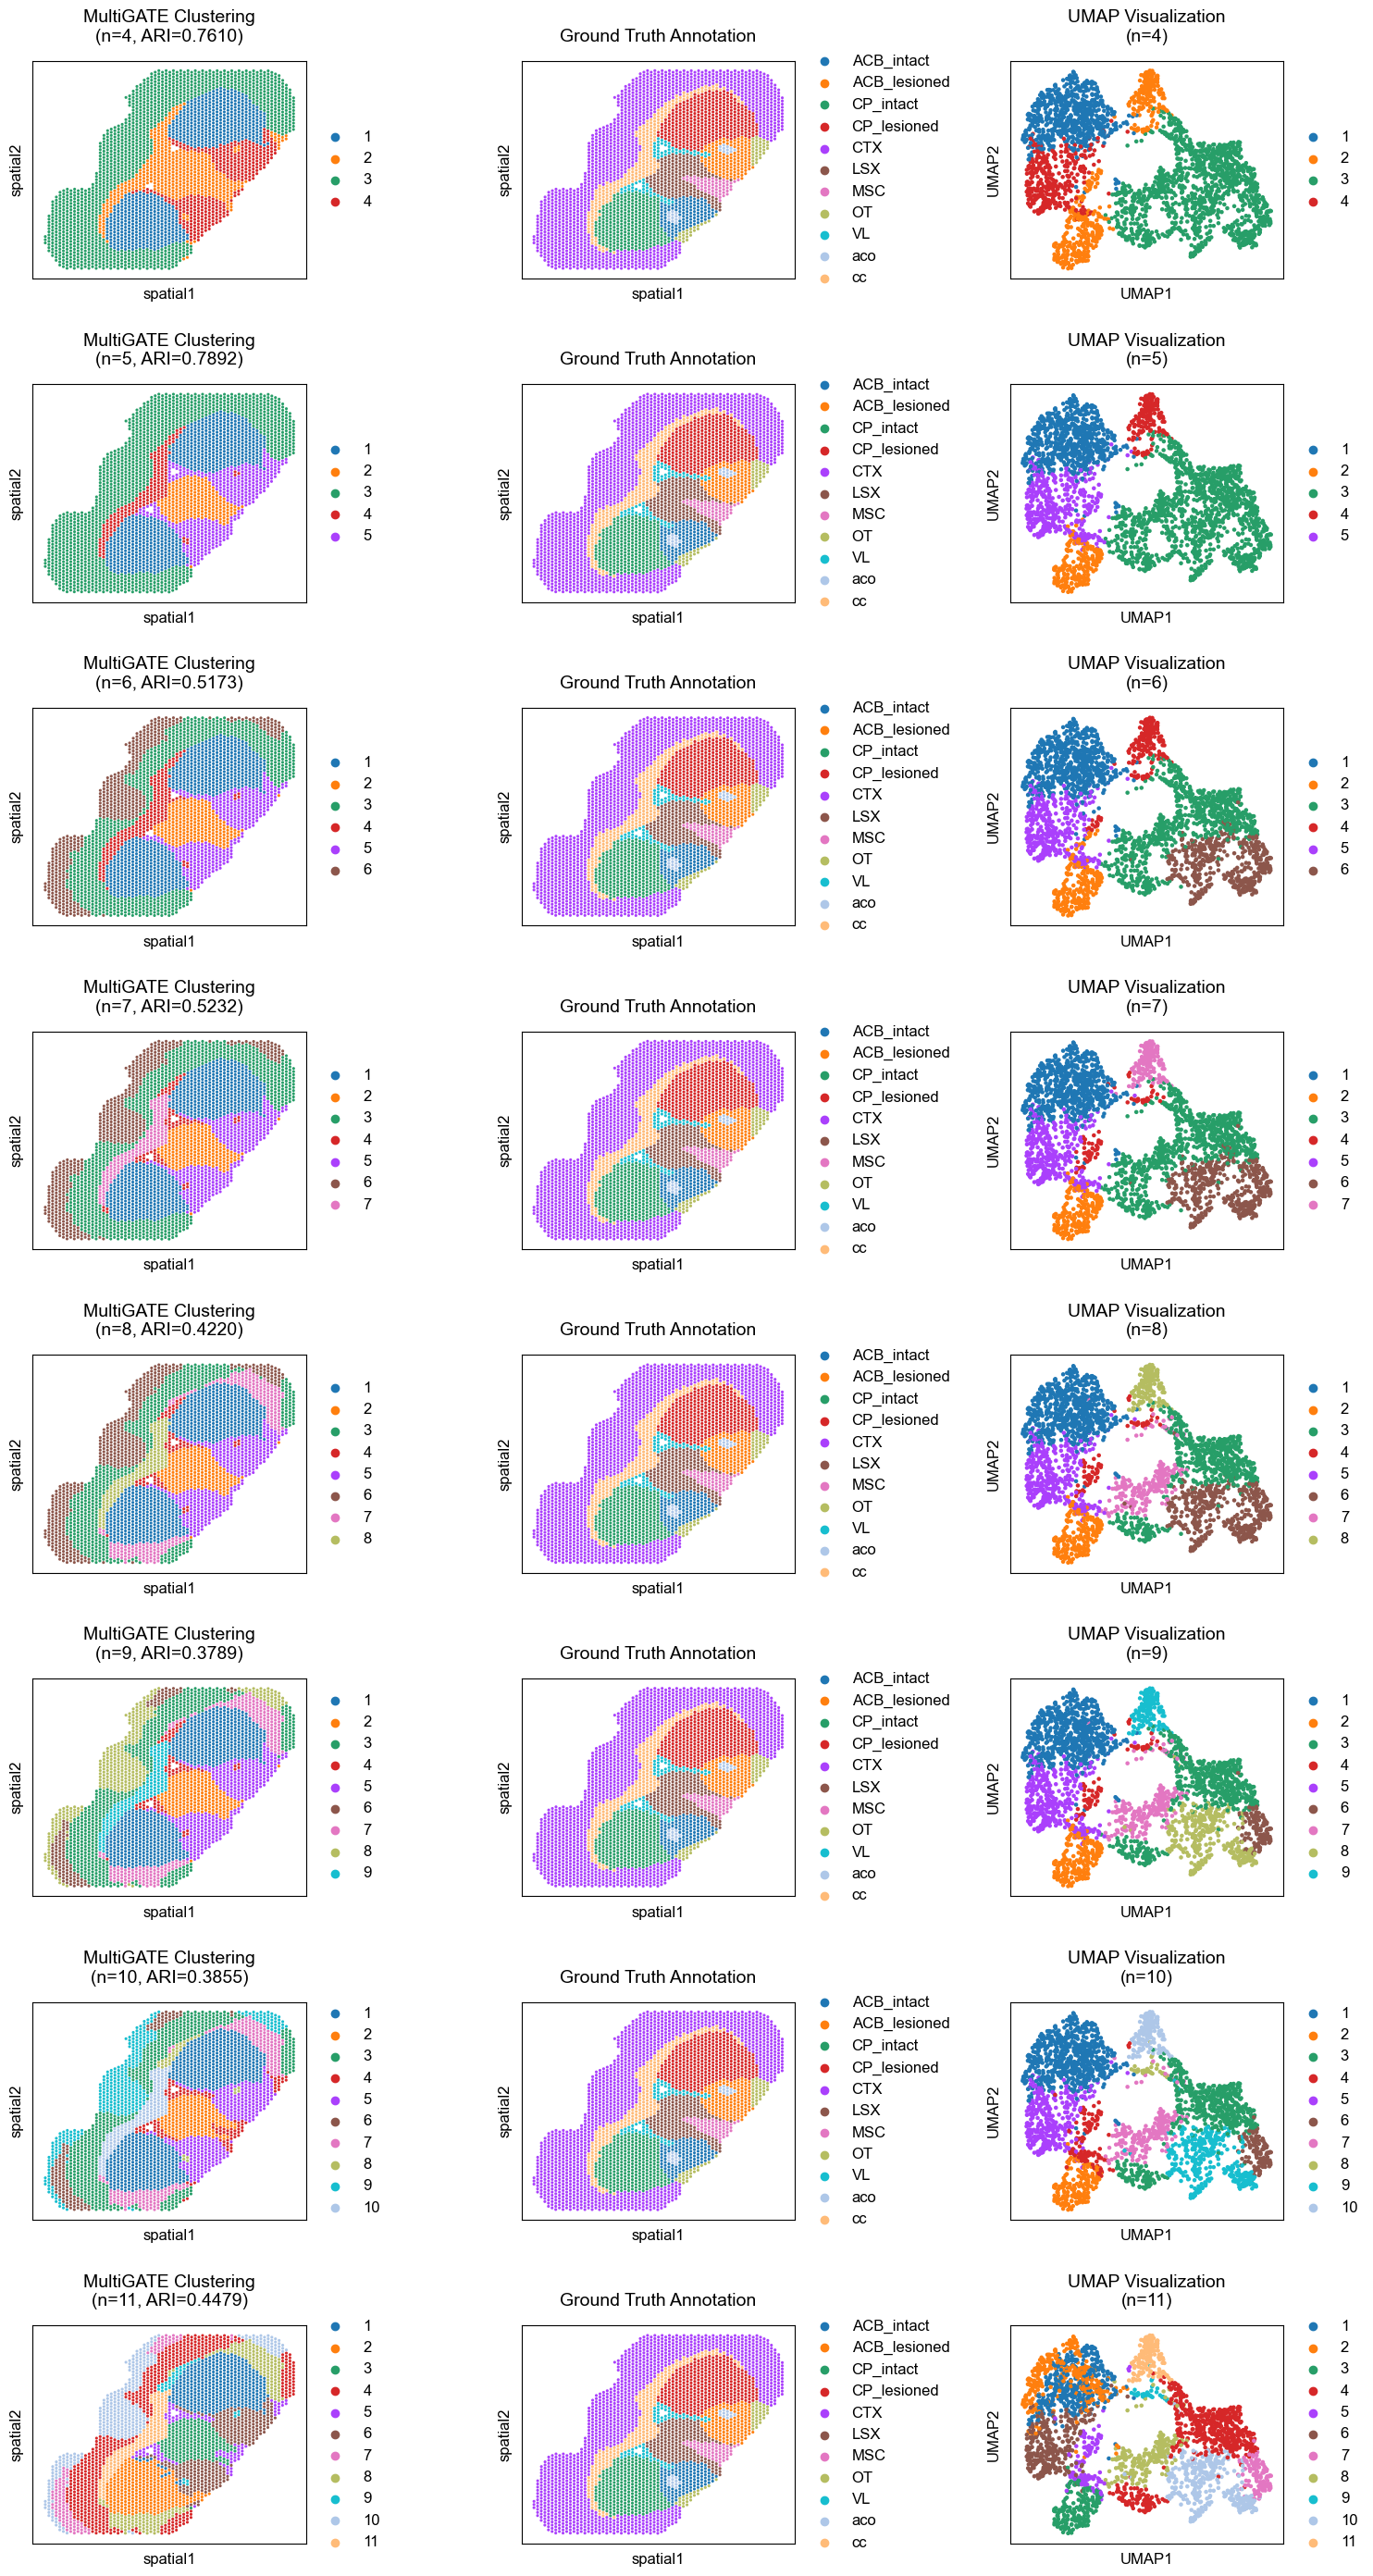 MultiGATE Clustering
(n=4, ARI=0.7610)
spatial2
spatial1
1
2
3
4
Ground Truth Annotation
spatial2
spatial1
ACB_intact
ACB_lesioned
CP_intact
CP_lesioned
CTX
LSX
MSC
OT
VL
aco
cc
UMAP Visualization
(n=4)
UMAP2
UMAP1
1
2
3
4
MultiGATE Clustering
(n=5, ARI=0.7892)
spatial2
spatial1
1
2
3
4
5
Ground Truth Annotation
spatial2
spatial1
ACB_intact
ACB_lesioned
CP_intact
CP_lesioned
CTX
LSX
MSC
OT
VL
aco
cc
UMAP Visualization
(n=5)
UMAP2
UMAP1
1
2
3
4
5
MultiGATE Clustering
(n=6, ARI=0.5173)
spatial2
spatial1
1
2
3
4
5
6
Ground Truth Annotation
spatial2
spatial1
ACB_intact
ACB_lesioned
CP_intact
CP_lesioned
CTX
LSX
MSC
OT
VL
aco
cc
UMAP Visualization
(n=6)
UMAP2
UMAP1
1
2
3
4
5
6
MultiGATE Clustering
(n=7, ARI=0.5232)
spatial2
spatial1
1
2
3
4
5
6
7
Ground Truth Annotation
spatial2
spatial1
ACB_intact
ACB_lesioned
CP_intact
CP_lesioned
CTX
LSX
MSC
OT
VL
aco
cc
UMAP Visualization
(n=7)
UMAP2
UMAP1
1
2
3
4
5
6
7
MultiGATE Clustering
(n=8, ARI=0.4220)
spatial2
spatial1
1
2
3
4
5
6
7
8
Ground Truth Annotation
spatial2
spatial1
ACB_intact
ACB_lesioned
CP_intact
CP_lesioned
CTX
LSX
MSC
OT
VL
aco
cc
UMAP Visualization
(n=8)
UMAP2
UMAP1
1
2
3
4
5
6
7
8
MultiGATE Clustering
(n=9, ARI=0.3789)
spatial2
spatial1
1
2
3
4
5
6
7
8
9
Ground Truth Annotation
spatial2
spatial1
ACB_intact
ACB_lesioned
CP_intact
CP_lesioned
CTX
LSX
MSC
OT
VL
aco
cc
UMAP Visualization
(n=9)
UMAP2
UMAP1
1
2
3
4
5
6
7
8
9
MultiGATE Clustering
(n=10, ARI=0.3855)
spatial2
spatial1
1
2
3
4
5
6
7
8
9
10
Ground Truth Annotation
spatial2
spatial1
ACB_intact
ACB_lesioned
CP_intact
CP_lesioned
CTX
LSX
MSC
OT
VL
aco
cc
UMAP Visualization
(n=10)
UMAP2
UMAP1
1
2
3
4
5
6
7
8
9
10
MultiGATE Clustering
(n=11, ARI=0.4479)
spatial2
spatial1
1
2
3
4
5
6
7
8
9
10
11
Ground Truth Annotation
spatial2
spatial1
ACB_intact
ACB_lesioned
CP_intact
CP_lesioned
CTX
LSX
MSC
OT
VL
aco
cc
UMAP Visualization
(n=11)
UMAP2
UMAP1
1
2
3
4
5
6
7
8
9
10
11